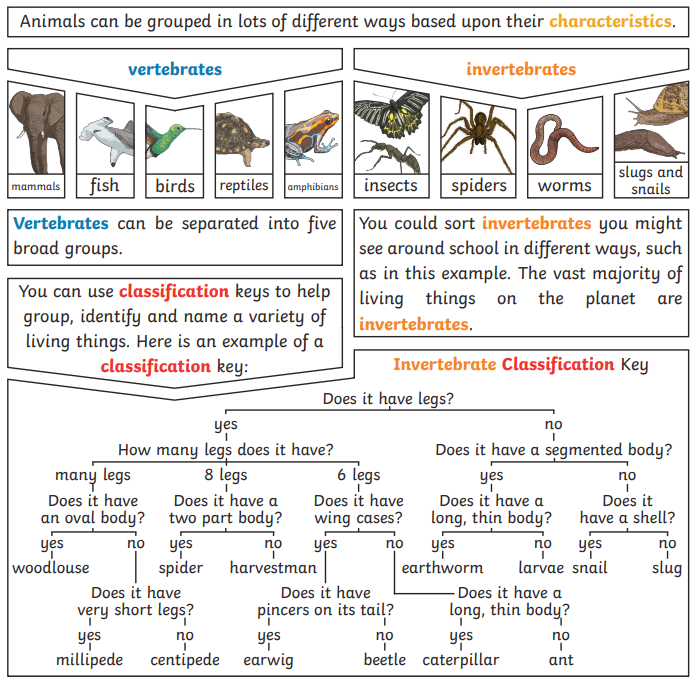 Animals can be grouped in lots of different ways based upon their characteristics.
vertebrates
mammals
fish
birds
reptiles
amphibians
Vertebrates can be separated into five
broad groups.
invertebrates
insects
spiders
worms
slugs and
snails
You could sort invertebrates you might
see around school in different ways, such
as in this example. The vast majority of
living things on the planet are
invertebrates.
You can use classification keys to help
group, identify and name a variety of
living things. Here is an example of a
classification key:
Invertebrate Classification Key
Does it have legs?
yes no
How many legs does it have? Does it have a segmented body?
many legs 8 legs 6 legs yes no
Does it have Does it have a Does it have Does it have a Does it
an oval body? two part body? wing cases? long, thin body? have a shell?
yes no yes no yes no yes no yes no
woodlouse spider harvestman earthworm larvae snail slug
Does it have Does it have Does it have a
very short legs? pincers on its tail? long, thin body?
yes no yes no yes no
millipede centipede earwig beetle caterpillar ant